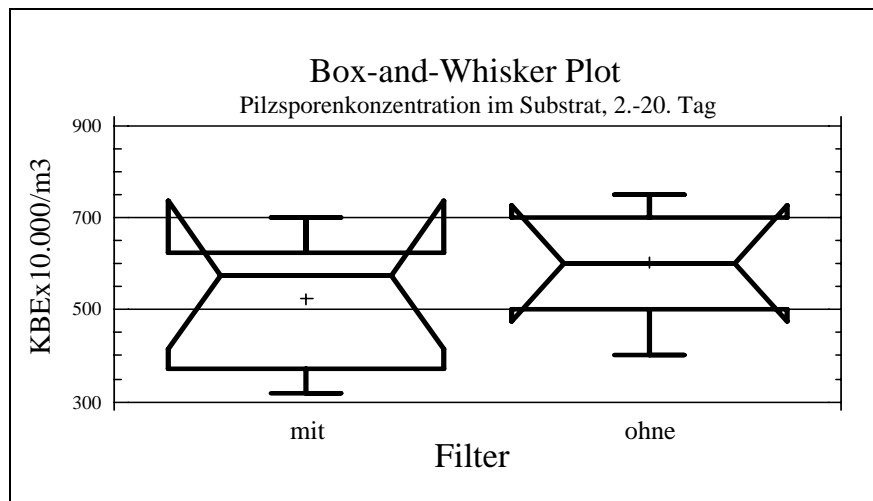 Box-and-Whisker Plot
Pilzsporenkonzentration im Substrat, 2.-20. Tag
KBEx10.000/m3
900
700
500
300
mit
ohne
Filter